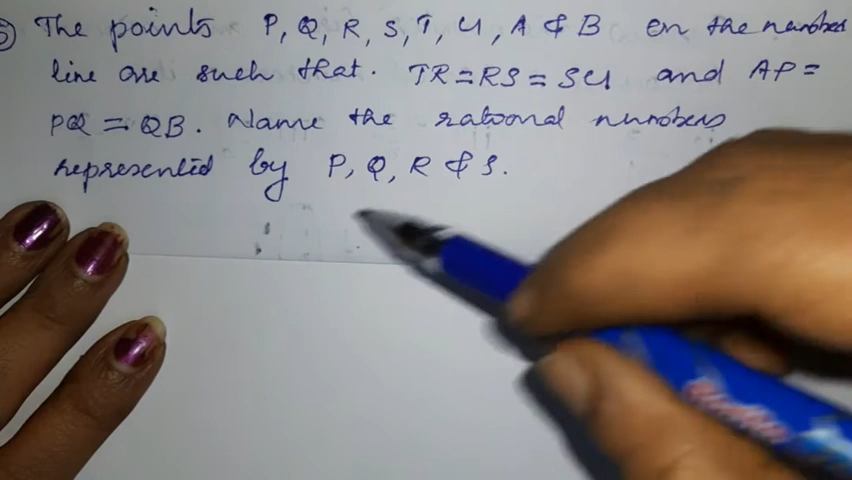 The points P, Q, R, S, T, U, A & B on the number
line are such that. TR=RS=SU and AP=
PQ=QB. Name the rational numbers
represented by P, Q, R & S.